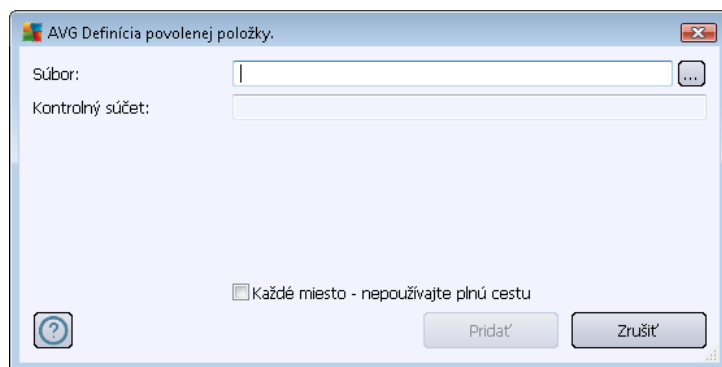 AVG Definícia povolenej položky.
Súbor:
...
Kontrolný súčet:
Každé miesto - nepoužívajte plnú cestu
?
Pridať
Zrušiť